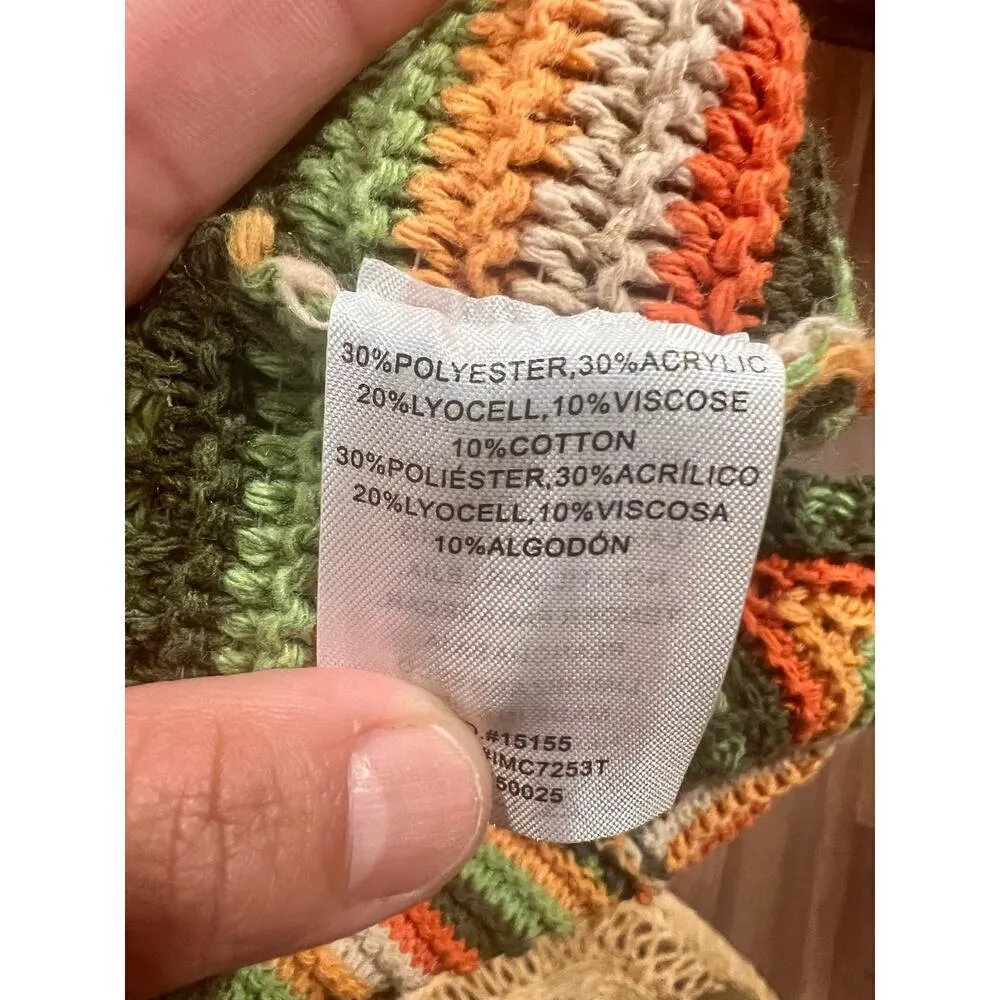 30%POLYESTER,30%ACRYLIC
20%LYOCELL,10%VISCOSE
10%COTTON
30%POLIÉSTER,30%ACRÍLICO
20%LYOCELL,10%VISCOSA
10%ALGODÓN
.#15155
#IMC7253T
50025